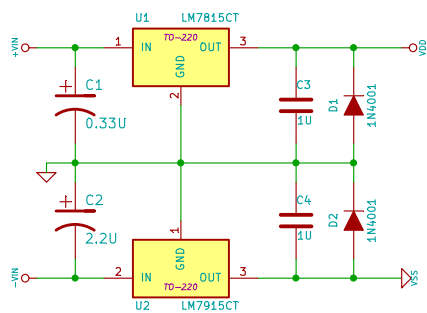 U1 LM7815CT
TO-220
+VIN 1 IN OUT 3 VDD
GND
2
+ C1
0.33U
C3
1U
D1
1N4001
+ C2
2.2U
C4
1U
D2
1N4001
1
GND
-VIN 2 IN OUT 3 VSS
TO-220
U2 LM7915CT